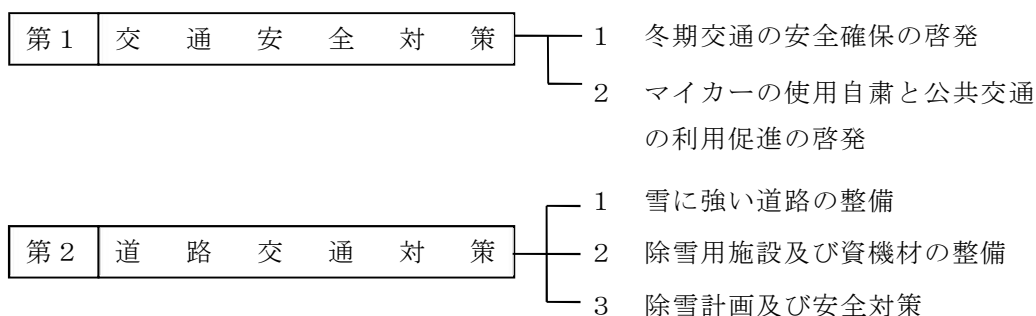 第１ 交通安全対策
１ 冬期交通の安全確保の啓発
２ マイカーの使用自粛と公共交通
の利用促進の啓発
第２ 道路交通対策
１ 雪に強い道路の整備
２ 除雪用施設及び資機材の整備
３ 除雪計画及び安全対策